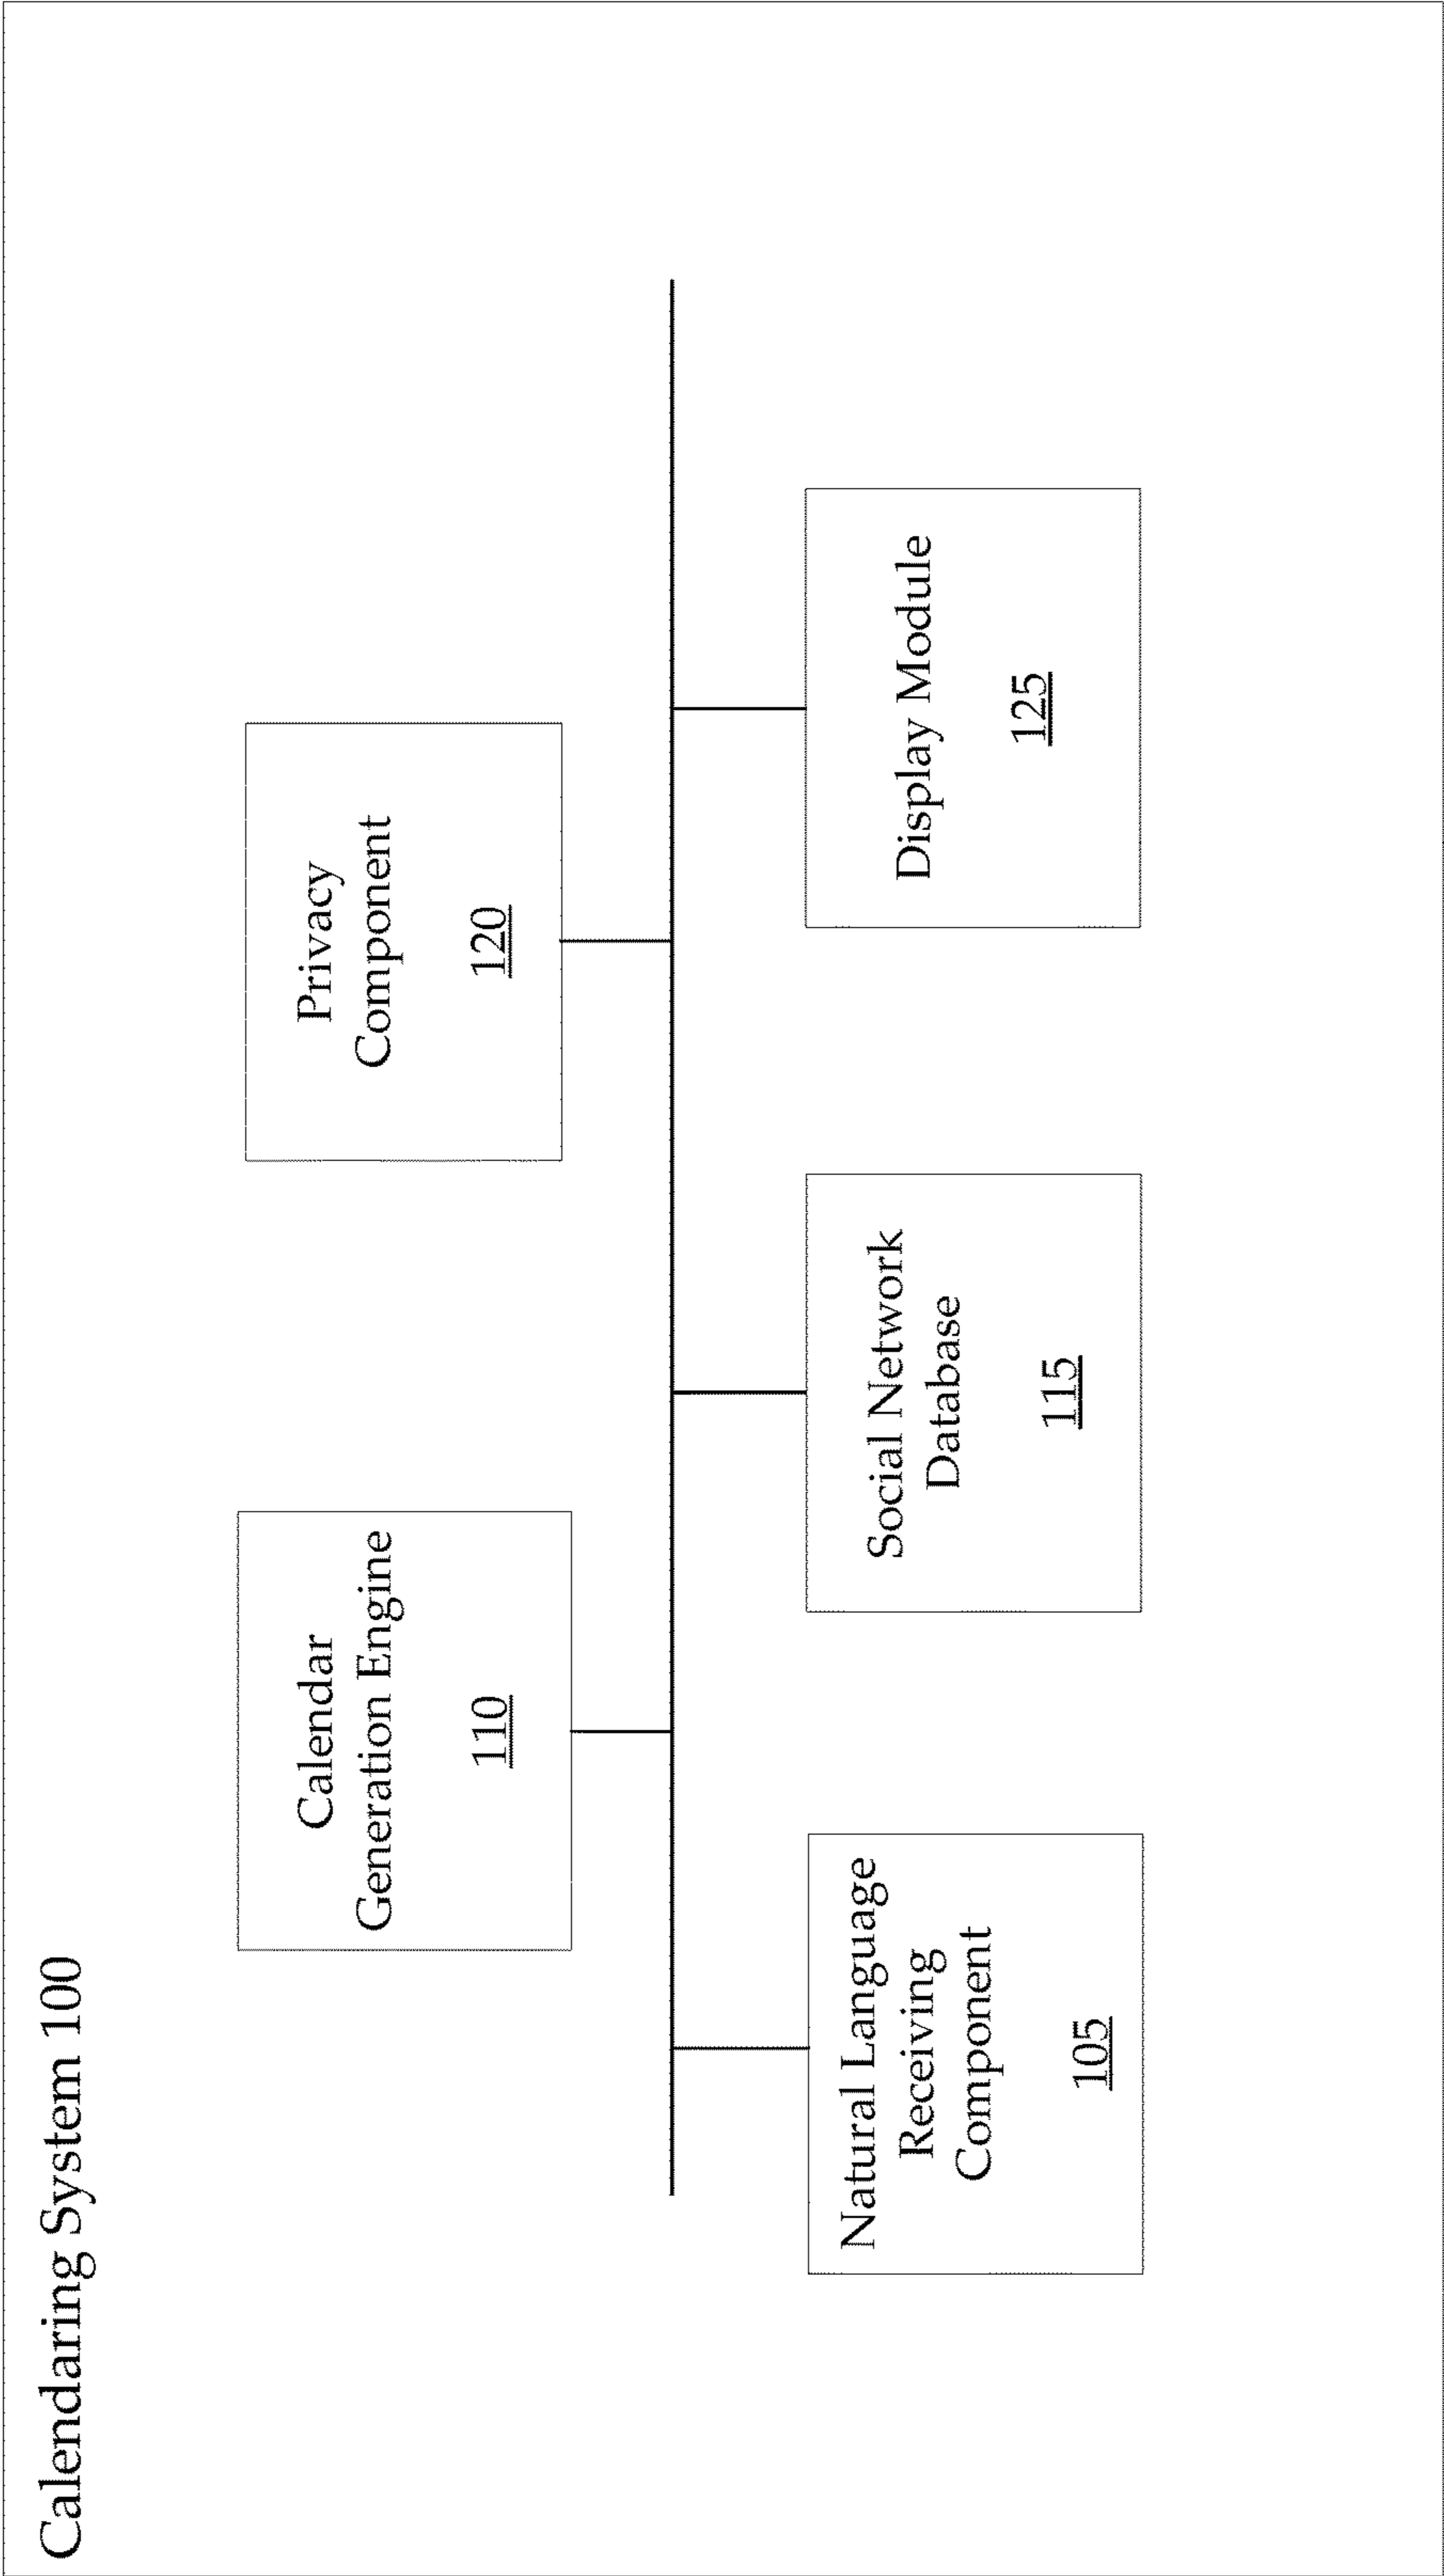 Calendaring System 100
Calendar
Generation Engine
110
Privacy
Component
120
Natural Language
Receiving
Component
105
Social Network
Database
115
Display Module
125